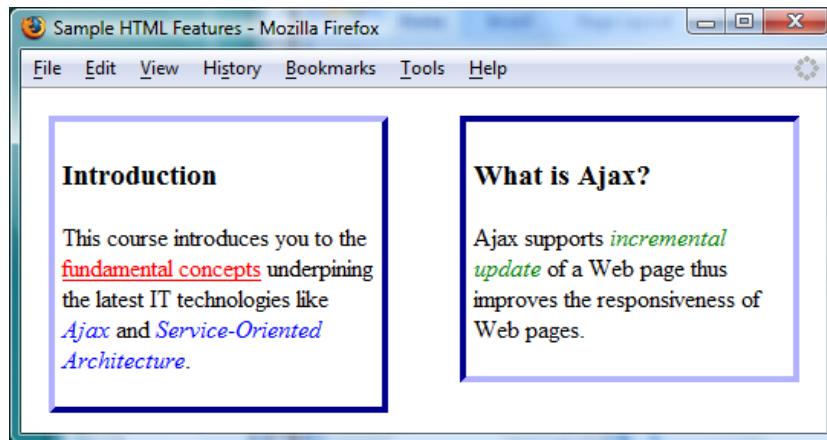 Sample HTML Features - Mozilla Firefox
File Edit View History Bookmarks Tools Help
Introduction
This course introduces you to the
fundamental concepts underpining
the latest IT technologies like
Ajax and Service-Oriented
Architecture.
What is Ajax?
Ajax supports incremental
update of a Web page thus
improves the responsiveness of
Web pages.